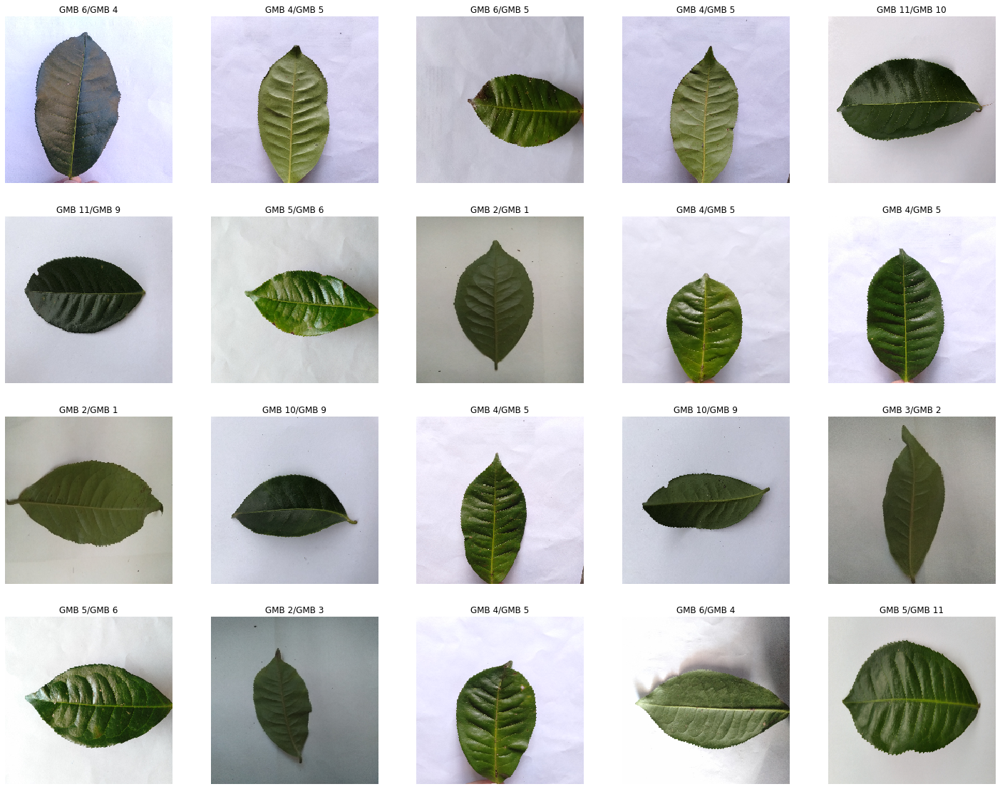 GMB 6/GMB 4
GMB 4/GMB 5
GMB 6/GMB 5
GMB 4/GMB 5
GMB 11/GMB 10
GMB 11/GMB 9
GMB 5/GMB 6
GMB 2/GMB 1
GMB 4/GMB 5
GMB 4/GMB 5
GMB 2/GMB 1
GMB 10/GMB 9
GMB 4/GMB 5
GMB 10/GMB 9
GMB 3/GMB 2
GMB 5/GMB 6
GMB 2/GMB 3
GMB 4/GMB 5
GMB 6/GMB 4
GMB 5/GMB 11